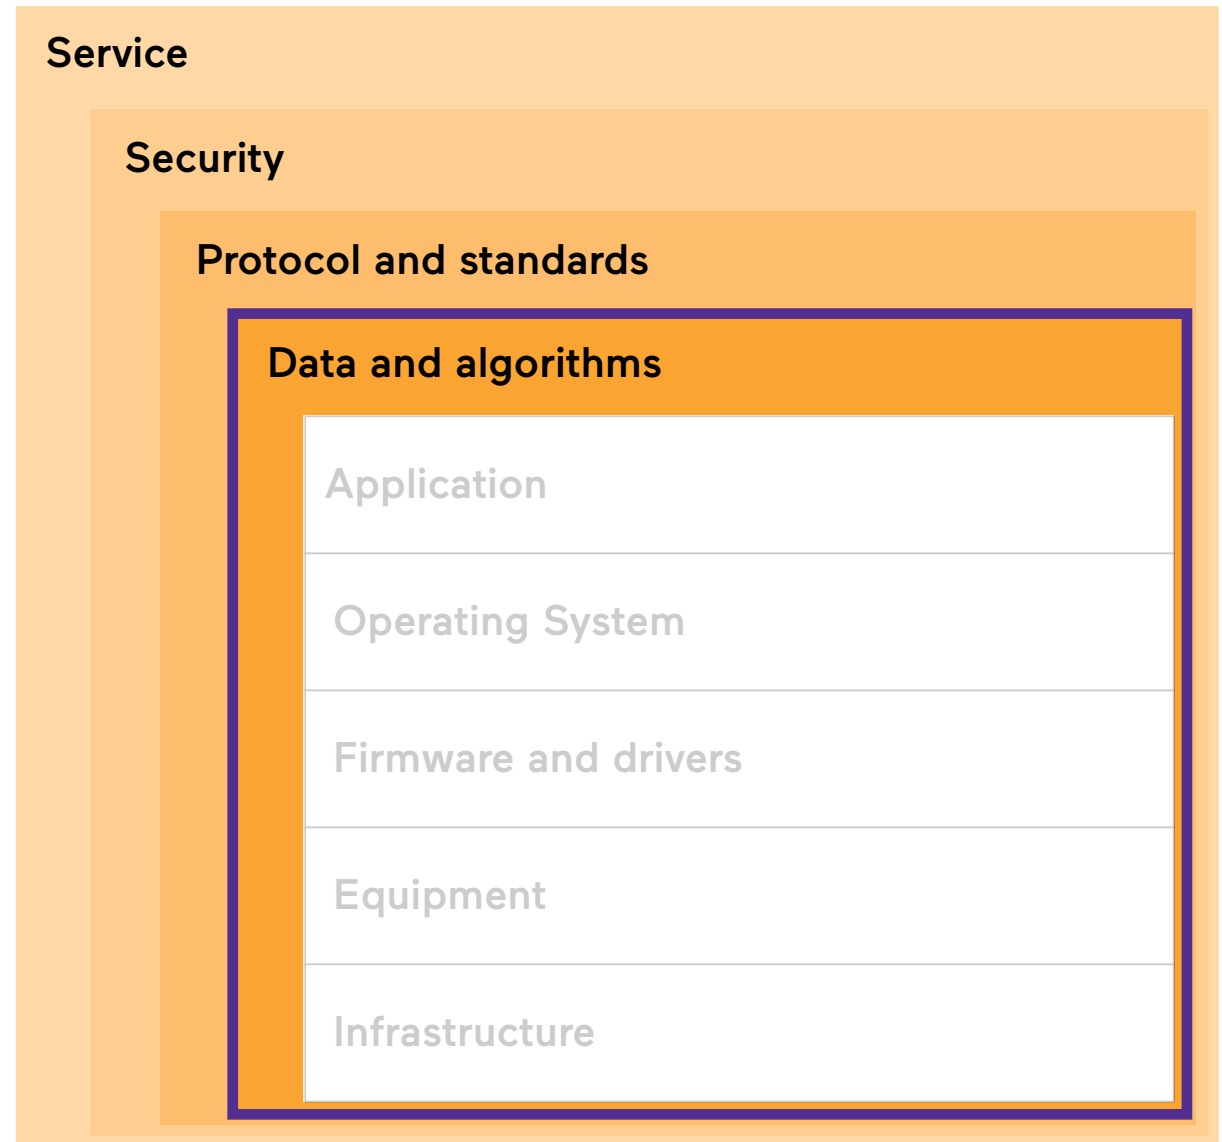 Service
Security
Protocol and standards
Data and algorithms
Application
Operating System
Firmware and drivers
Equipment
Infrastructure